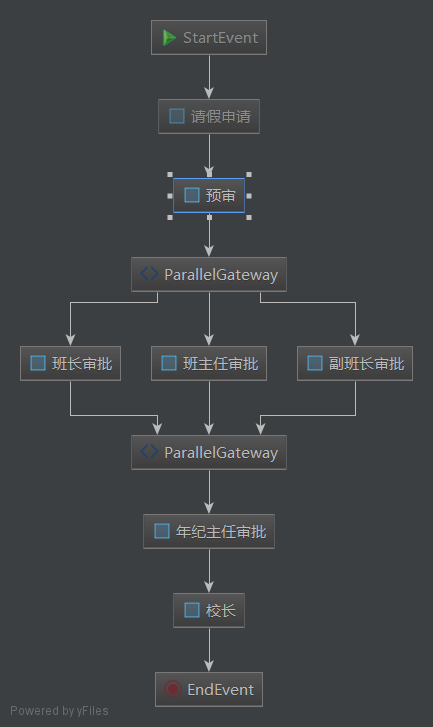 StartEvent
请假申请
预审
ParallelGateway
班长审批
班主任审批
副班长审批
ParallelGateway
年纪主任审批
校长
EndEvent
Powered by yFiles